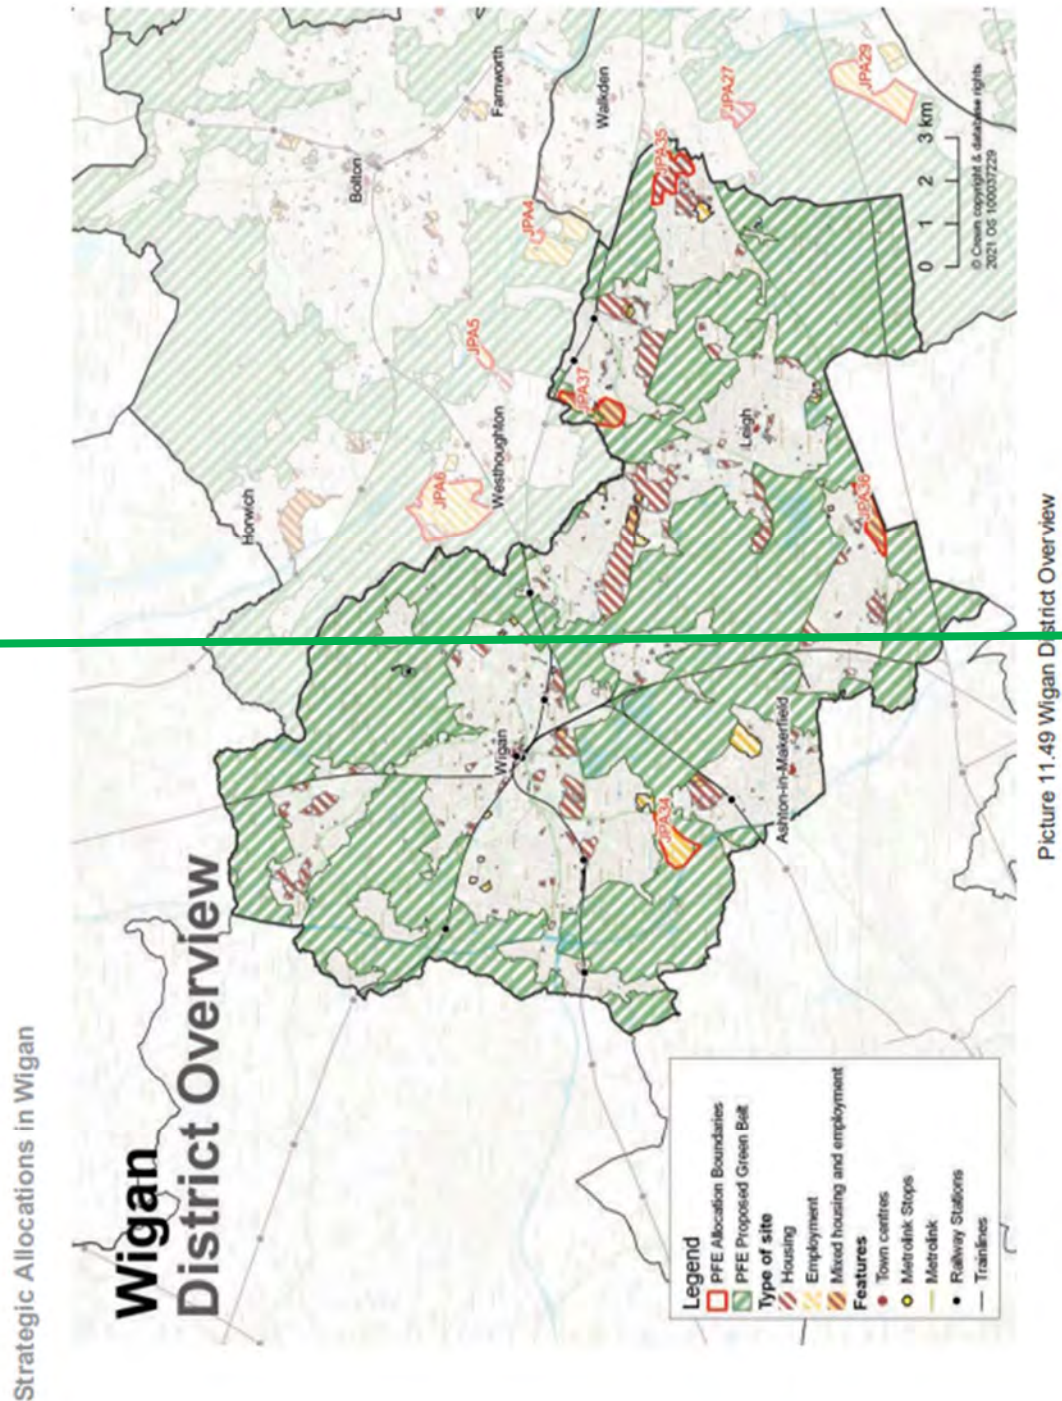 Strategic Allocations in Wigan
Wigan
District Overview
Horwich
Bolton
Farnworth
Walkden
JPA27
JPA29
JPA4
JPA5
JPA6
Westhoughton
JPA35
JPA37
Leigh
JPA36
Wigan
JPA34
Ashton-in-Makerfield
0 1 2 3 km
© Crown copyright & database rights
2021 OS 100037229
Legend
PFE Allocation Boundaries
PFE Proposed Green Belt
Type of site
Housing
Employment
Mixed housing and employment
Features
Town centres
Metrolink Stops
Metrolink
Railway Stations
Trainlines
Picture 11.49 Wigan District Overview